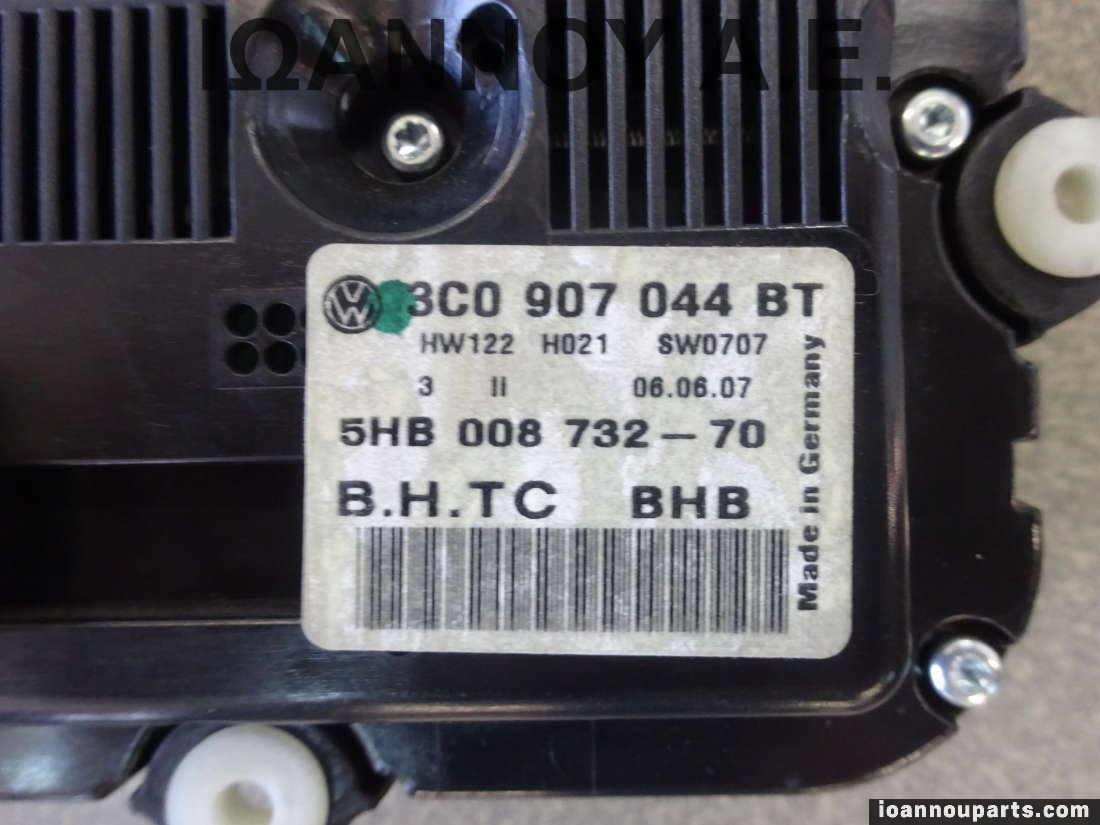 ΙΩΑΝΝΟΥ Α.Ε.
3C0 907 044 BT
HW122 H021 SW0707
3 II 06.06.07
5HB 008 732-70
B.H.TC BHB
Made in Germany
ioannouparts.com